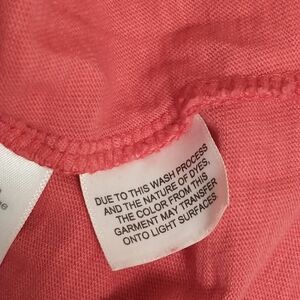 DUE TO THIS WASH PROCESS
AND THE NATURE OF DYES,
THE COLOR FROM THIS
GARMENT MAY TRANSFER
ONTO LIGHT SURFACES